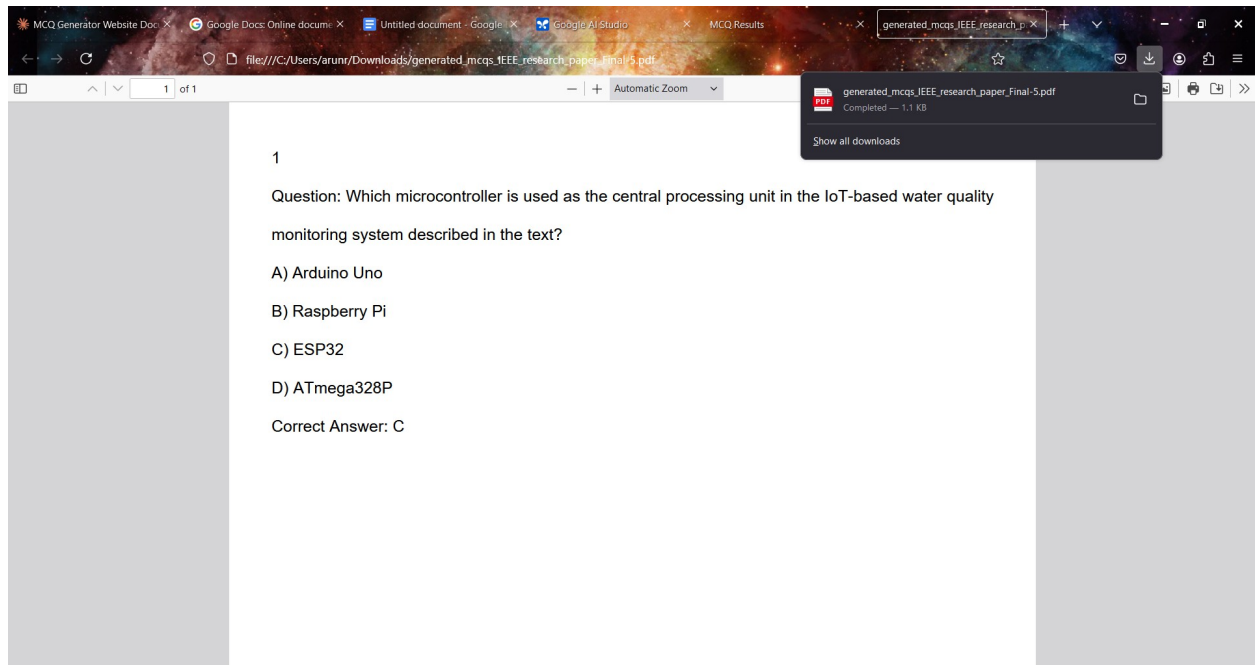 MCQ Generator Website Doc
Google Docs: Online docume
Untitled document - Google
Google AI Studio
MCQ Results
generated_mcqs_IEEE_research_p
file:///C:/Users/arunr/Downloads/generated_mcqs_IEEE_research_paper_Final-5.pdf
1 of 1
Automatic Zoom
PDF
generated_mcqs_IEEE_research_paper_Final-5.pdf
Completed — 1.1 KB
Show all downloads
1
Question: Which microcontroller is used as the central processing unit in the IoT-based water quality
monitoring system described in the text?
A) Arduino Uno
B) Raspberry Pi
C) ESP32
D) ATmega328P
Correct Answer: C